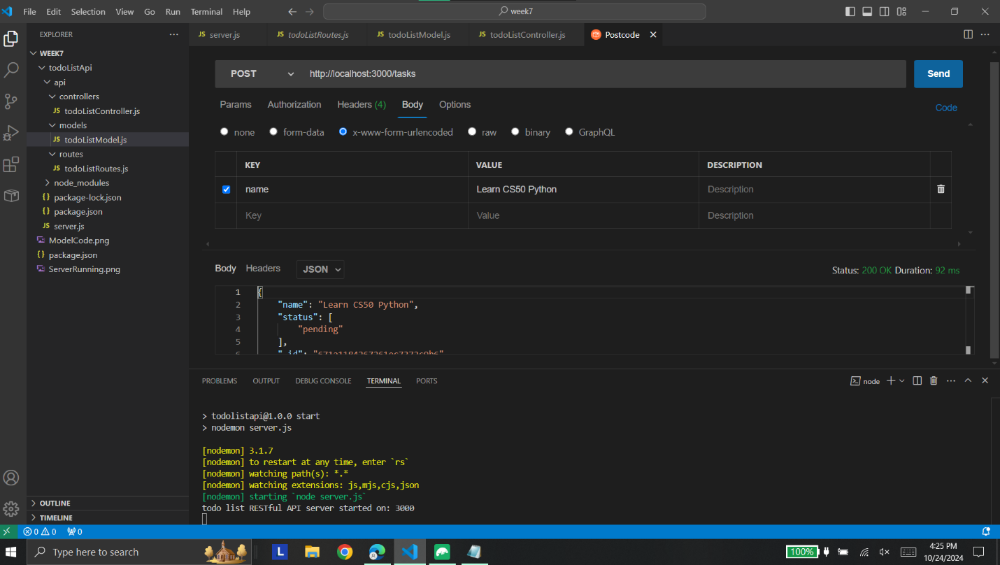 File Edit Selection View Go Run Terminal Help
week7
EXPLORER
server.js
todoListRoutes.js
todoListModel.js
todoListController.js
Postcode
WEEK7
todoListApi
api
controllers
JS todoListController.js
models
JS todoListModel.js
routes
JS todoListRoutes.js
node_modules
{} package-lock.json
{} package.json
JS server.js
ModelCode.png
{} package.json
ServerRunning.png
OUTLINE
TIMELINE
POST http://localhost:3000/tasks Send
Params Authorization Headers (4) Body Options
Code
none form-data x-www-form-urlencoded raw binary GraphQL
KEY VALUE DESCRIPTION
name Learn CS50 Python Description
Key Value Description
Body Headers JSON
Status: 200 OK Duration: 92 ms
1 {
2 "name": "Learn CS50 Python",
3 "status": [
4 "pending"
5 ],
PROBLEMS OUTPUT DEBUG CONSOLE TERMINAL PORTS
node
> todolistapi@1.0.0 start
> nodemon server.js
[nodemon] 3.1.7
[nodemon] to restart at any time, enter `rs`
[nodemon] watching path(s): *.*
[nodemon] watching extensions: js,mjs,cjs,json
[nodemon] starting `node server.js`
todo list RESTful API server started on: 3000
0 0 0
Type here to search
L
100%
4:25 PM
10/24/2024